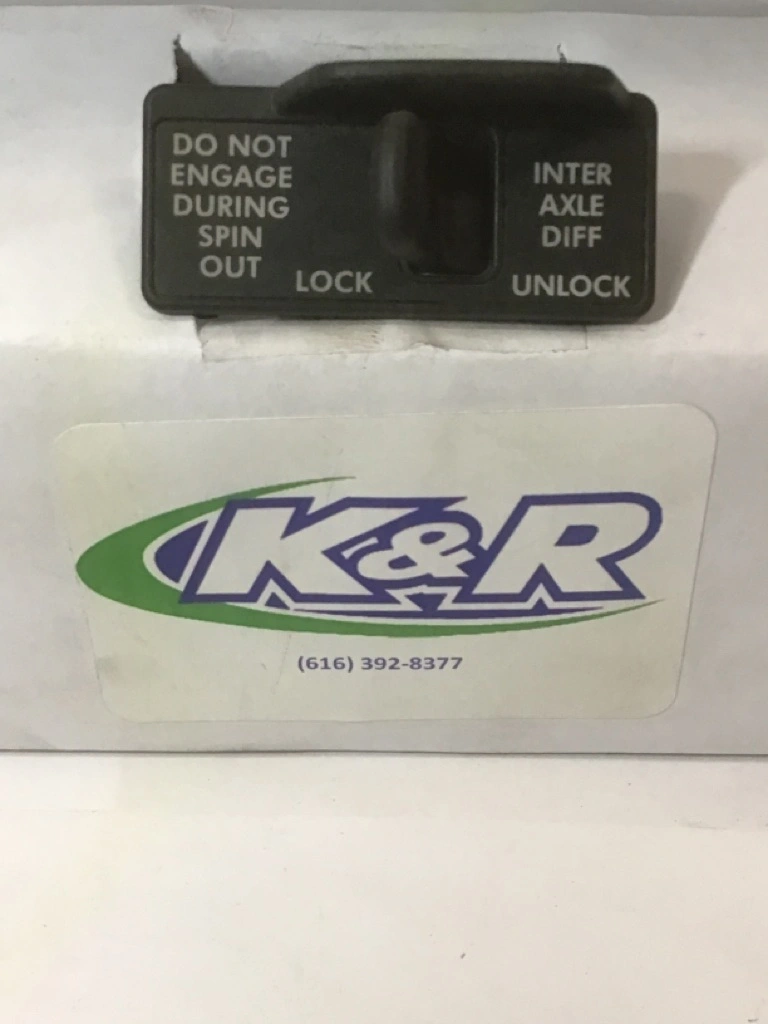 DO NOT
ENGAGE
DURING
SPIN
OUT
LOCK
INTER
AXLE
DIFF
UNLOCK
K&R
(616) 392-8377